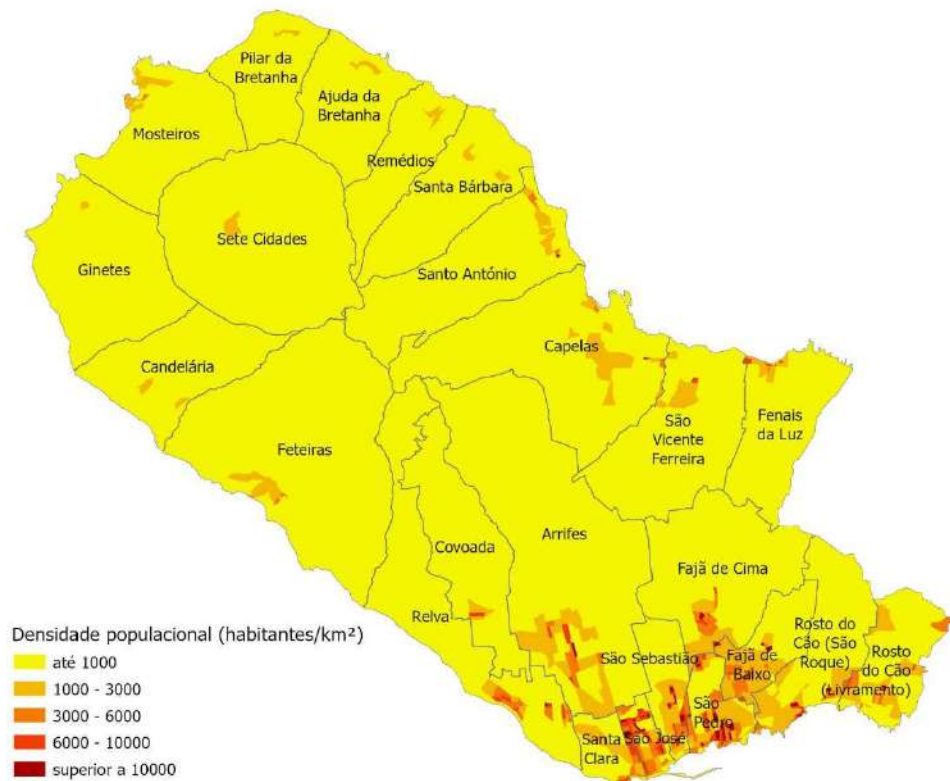 Pilar da
Bretanha
Ajuda da
Bretanha
Mosteiros
Remédios
Santa Bárbara
Sete Cidades
Ginetes
Santo António
Capelas
Candelária
São
Vicente
Ferreira
Fenais
da Luz
Feteiras
Covoada
Arrifes
Fajã de Cima
Relva
Rosto do
Cão (São
Roque)
Rosto
do Cão
(Livramento)
São Sebastião
Fajã de
Baixo
São
Pedro
Santa
Clara
São José
Densidade populacional (habitantes/km²)
até 1000
1000 - 3000
3000 - 6000
6000 - 10000
superior a 10000